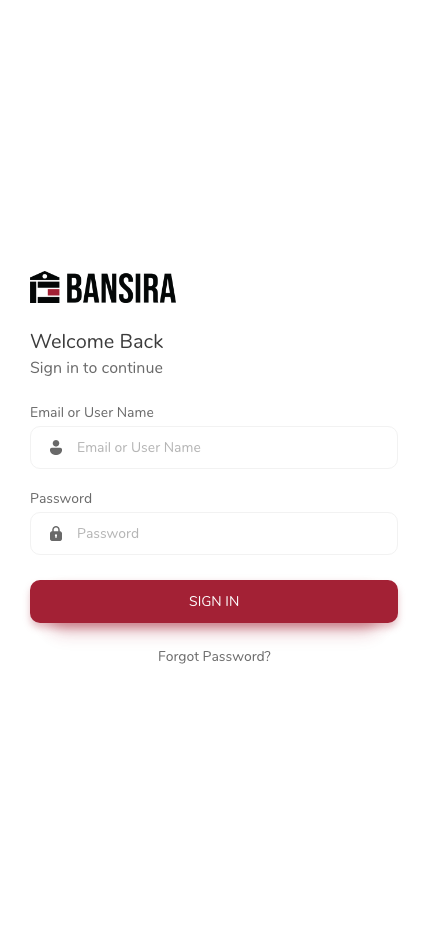 BANSIRA
Welcome Back
Sign in to continue
Email or User Name
Email or User Name
Password
Password
SIGN IN
Forgot Password?